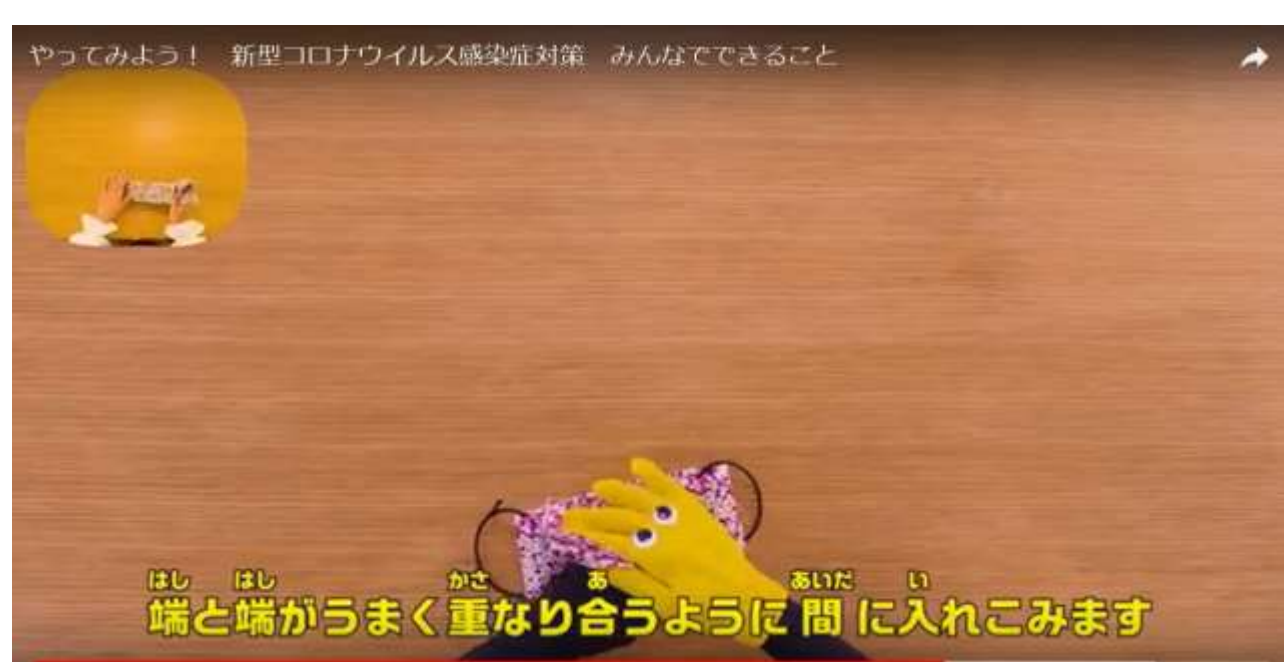 やってみよう！　新型コロナウイルス感染症対策　みんなでできること
はし はし かさ あ あいだ い
端と端がうまく重なり合うように間に入れこみます